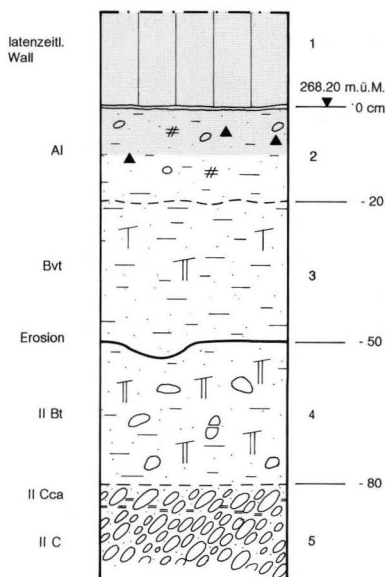 latenzeitl.
Wall
1
268.20 m.ü.M.
0 cm
Al
2
- 20
Bvt
3
Erosion
- 50
II Bt
4
- 80
II Cca
II C
5